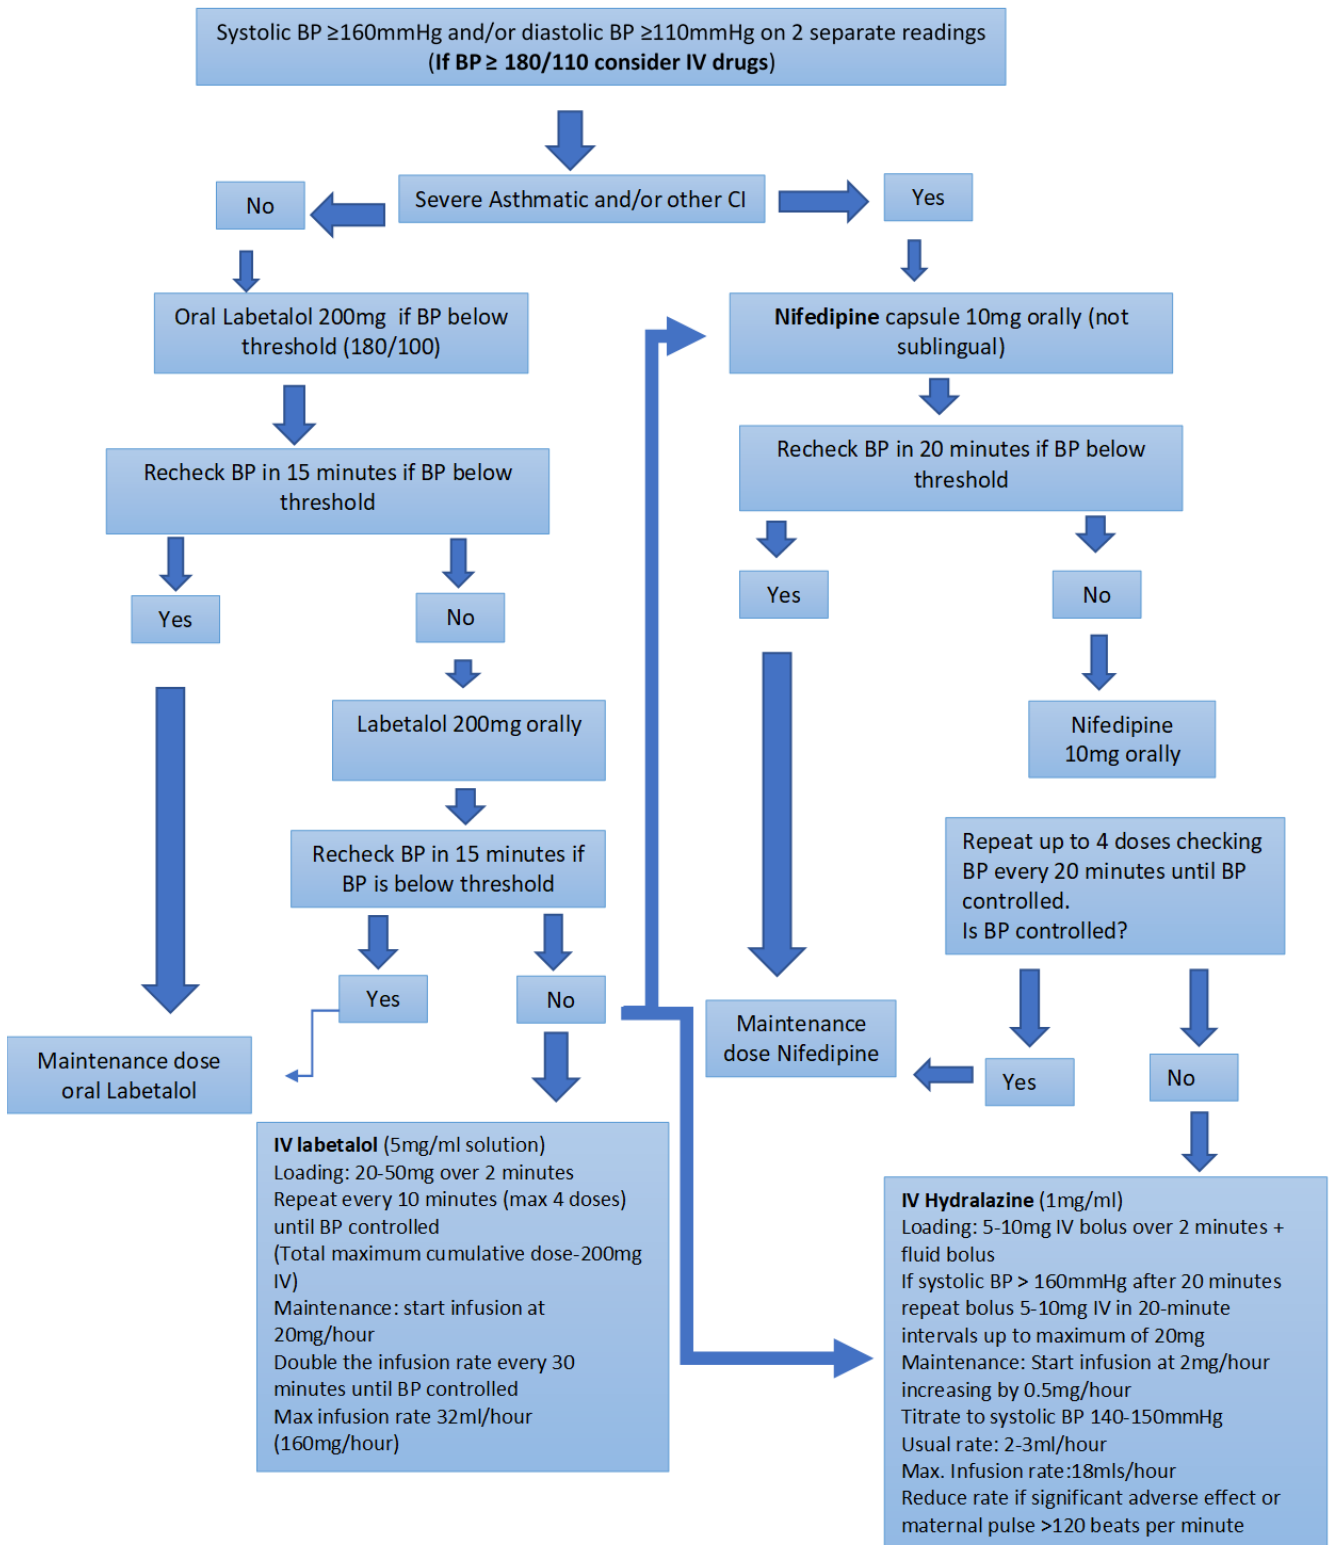 Systolic BP ≥160mmHg and/or diastolic BP ≥110mmHg on 2 separate readings
(If BP ≥ 180/110 consider IV drugs)
No
Severe Asthmatic and/or other CI
Yes
Oral Labetalol 200mg if BP below
threshold (180/100)
Nifedipine capsule 10mg orally (not
sublingual)
Recheck BP in 15 minutes if BP below
threshold
Recheck BP in 20 minutes if BP below
threshold
Yes
No
Yes
No
Labetalol 200mg orally
Nifedipine
10mg orally
Recheck BP in 15 minutes if
BP is below threshold
Repeat up to 4 doses checking
BP every 20 minutes until BP
controlled.
Is BP controlled?
Yes
No
Maintenance dose
oral Labetalol
Maintenance
dose Nifedipine
Yes
No
IV labetalol (5mg/ml solution)
Loading: 20-50mg over 2 minutes
Repeat every 10 minutes (max 4 doses)
until BP controlled
(Total maximum cumulative dose-200mg
IV)
Maintenance: start infusion at
20mg/hour
Double the infusion rate every 30
minutes until BP controlled
Max infusion rate 32ml/hour
(160mg/hour)
IV Hydralazine (1mg/ml)
Loading: 5-10mg IV bolus over 2 minutes +
fluid bolus
If systolic BP > 160mmHg after 20 minutes
repeat bolus 5-10mg IV in 20-minute
intervals up to maximum of 20mg
Maintenance: Start infusion at 2mg/hour
increasing by 0.5mg/hour
Titrate to systolic BP 140-150mmHg
Usual rate: 2-3ml/hour
Max. Infusion rate:18mls/hour
Reduce rate if significant adverse effect or
maternal pulse >120 beats per minute